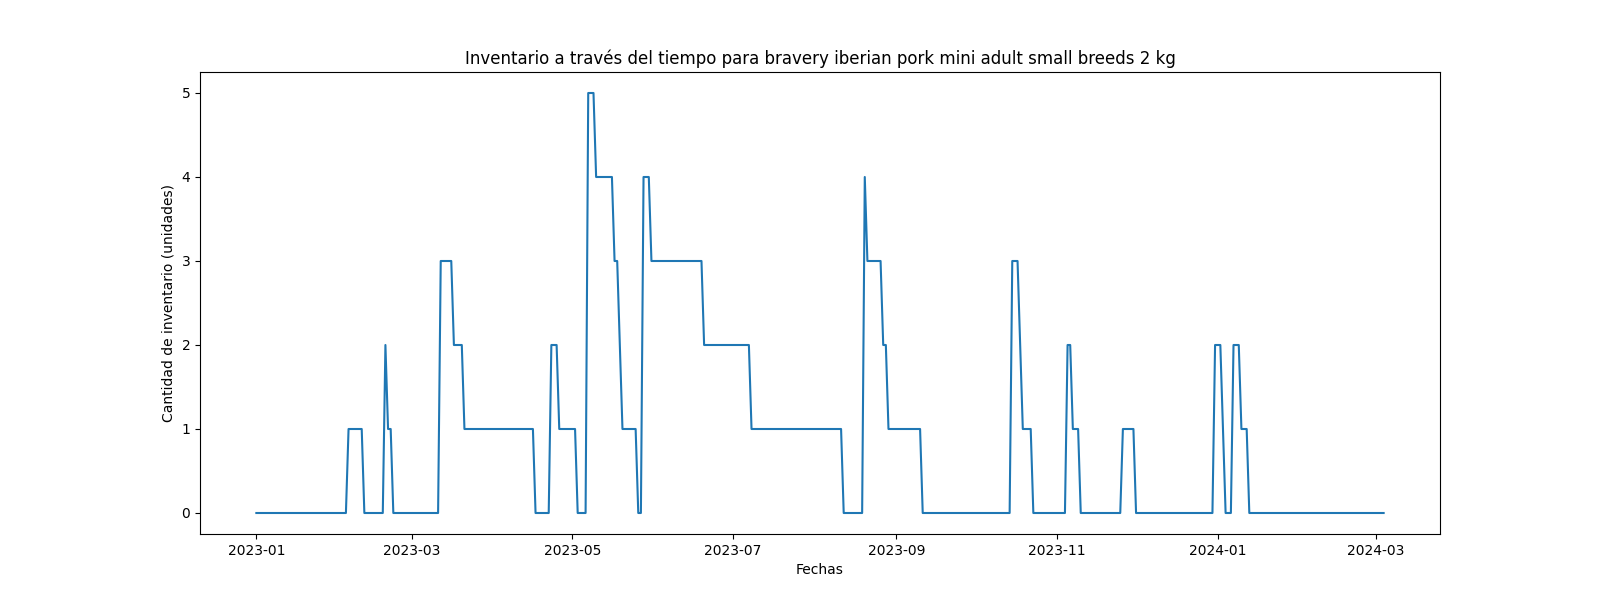 Inventario a través del tiempo para bravery iberian pork mini adult small breeds 2 kg
Cantidad de inventario (unidades)
5
4
3
2
1
0
2023-01 2023-03 2023-05 2023-07 2023-09 2023-11 2024-01 2024-03
Fechas